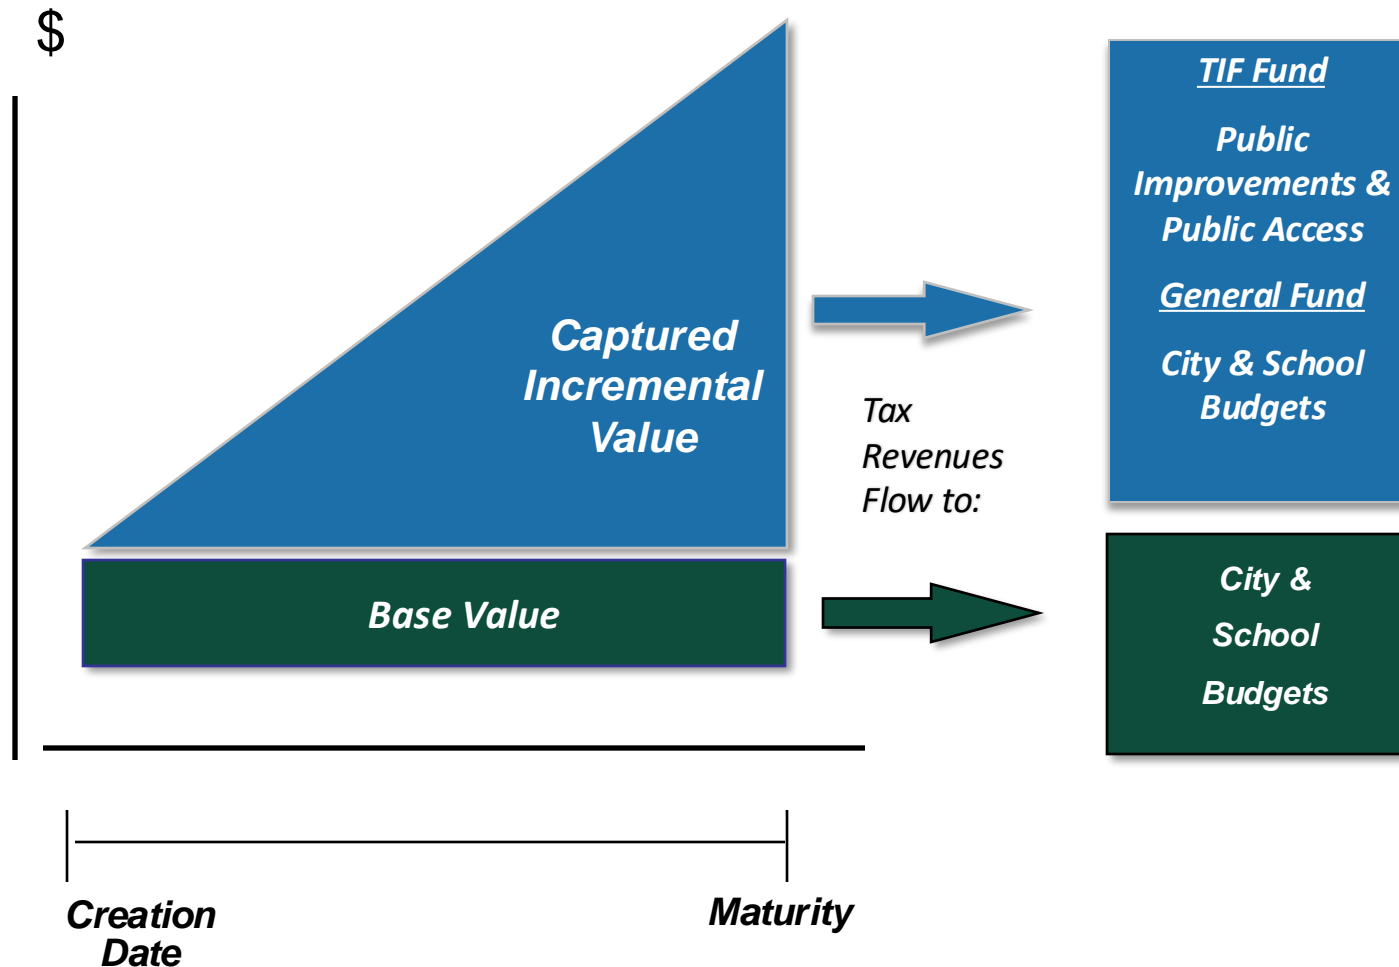 $
TIF Fund
Public
Improvements &
Public Access
General Fund
City & School
Budgets
Captured
Incremental
Value
Tax
Revenues
Flow to:
Base Value
City &
School
Budgets
Creation
Date
Maturity